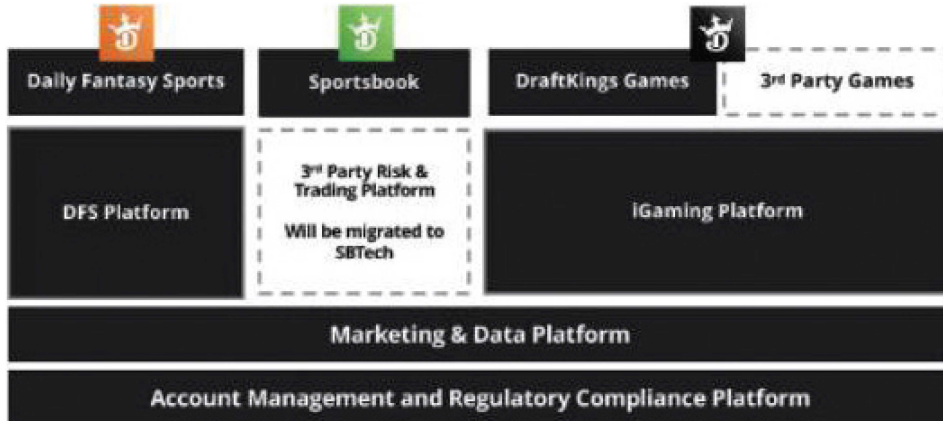 Daily Fantasy Sports
Sportsbook
DraftKings Games
3rd Party Games
DFS Platform
3rd Party Risk &
Trading Platform
Will be migrated to
SBTech
iGaming Platform
Marketing & Data Platform
Account Management and Regulatory Compliance Platform